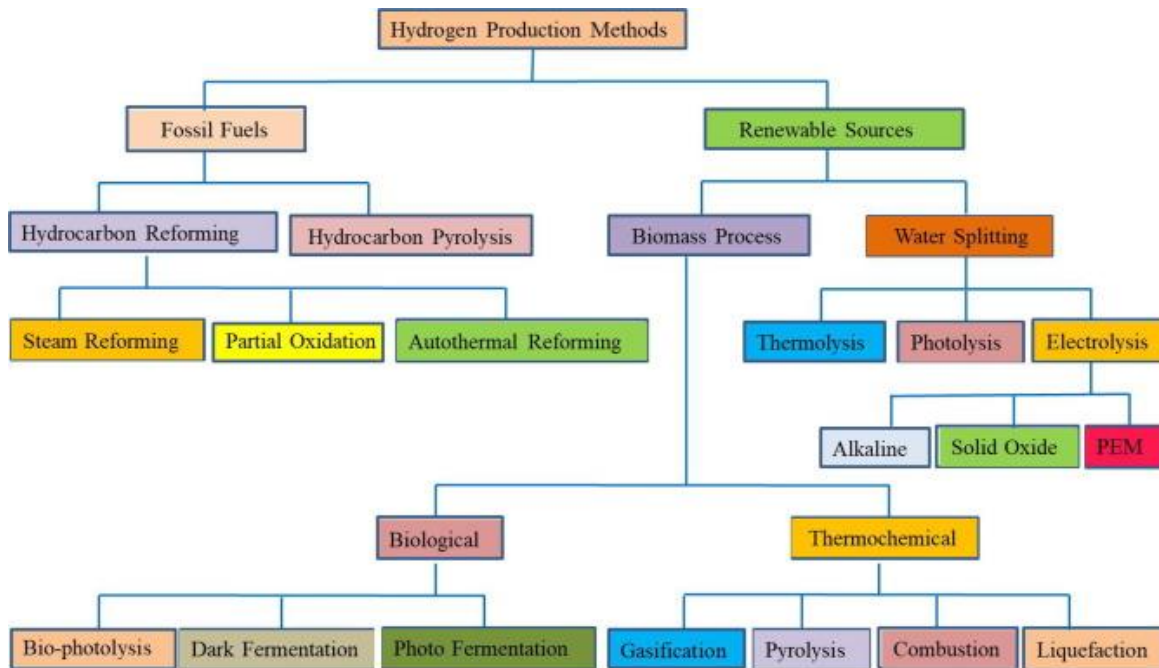 Hydrogen Production Methods
Fossil Fuels
Renewable Sources
Hydrocarbon Reforming
Hydrocarbon Pyrolysis
Biomass Process
Water Splitting
Steam Reforming
Partial Oxidation
Autothermal Reforming
Thermolysis
Photolysis
Electrolysis
Alkaline
Solid Oxide
PEM
Biological
Thermochemical
Bio-photolysis
Dark Fermentation
Photo Fermentation
Gasification
Pyrolysis
Combustion
Liquefaction